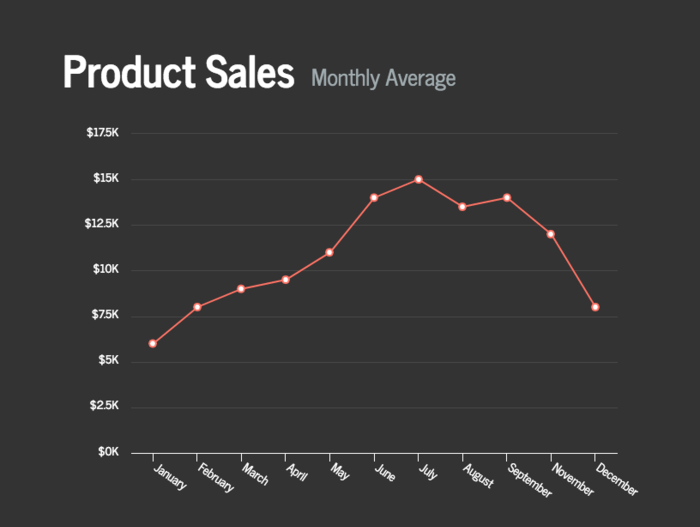 Product Sales Monthly Average
$17.5K
$15K
$12.5K
$10K
$7.5K
$5K
$2.5K
$0K
January February March April May June July August September November December